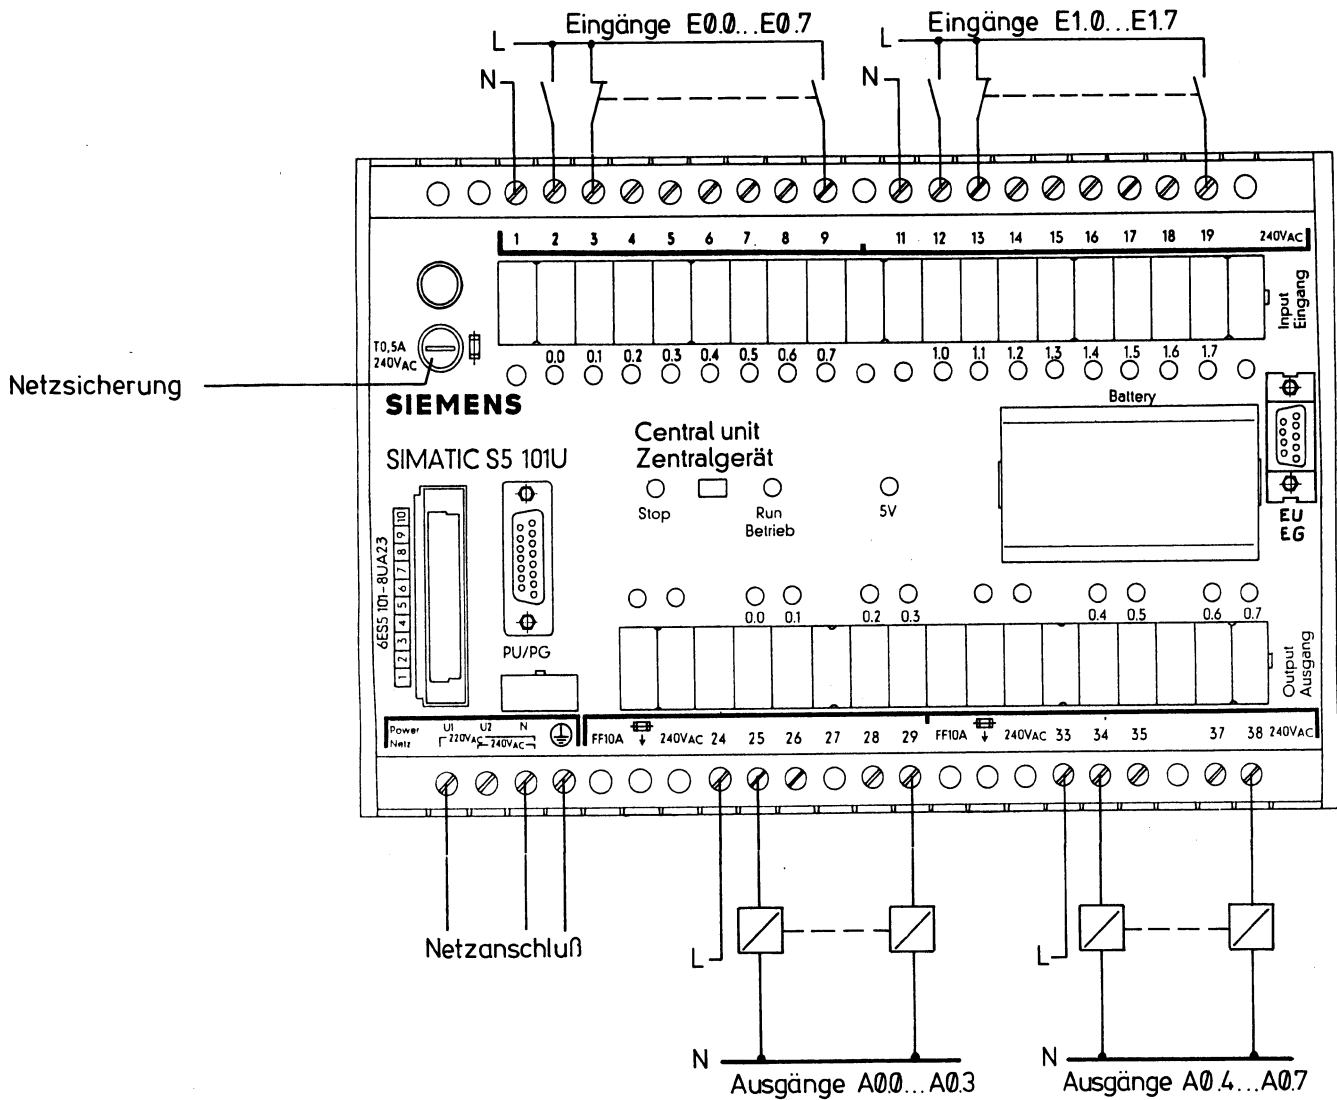 Eingänge E0.0...E0.7
Eingänge E1.0...E1.7
L
L
N
N
1 2 3 4 5 6 7 8 9 11 12 13 14 15 16 17 18 19 240VAC
Input
Eingang
T0,5A
240VAC
0.0 0.1 0.2 0.3 0.4 0.5 0.6 0.7 1.0 1.1 1.2 1.3 1.4 1.5 1.6 1.7
Netzsicherung
SIEMENS
Battery
Central unit
Zentralgerät
SIMATIC S5 101U
Stop
Run
Betrieb
5V
EU
EG
6ES5 101-8UA23
1 2 3 4 5 6 7 8 9 10
0.0 0.1 0.2 0.3 0.4 0.5 0.6 0.7
PU/PG
Output
Ausgang
Power
Netz
U1 U2 N
220VAC
240VAC
FF10A 240VAC 24 25 26 27 28 29 FF10A 240VAC 33 34 35 37 38 240VAC
Netzanschluß
L
L
N
N
Ausgänge A0.0...A0.3
Ausgänge A0.4...A0.7